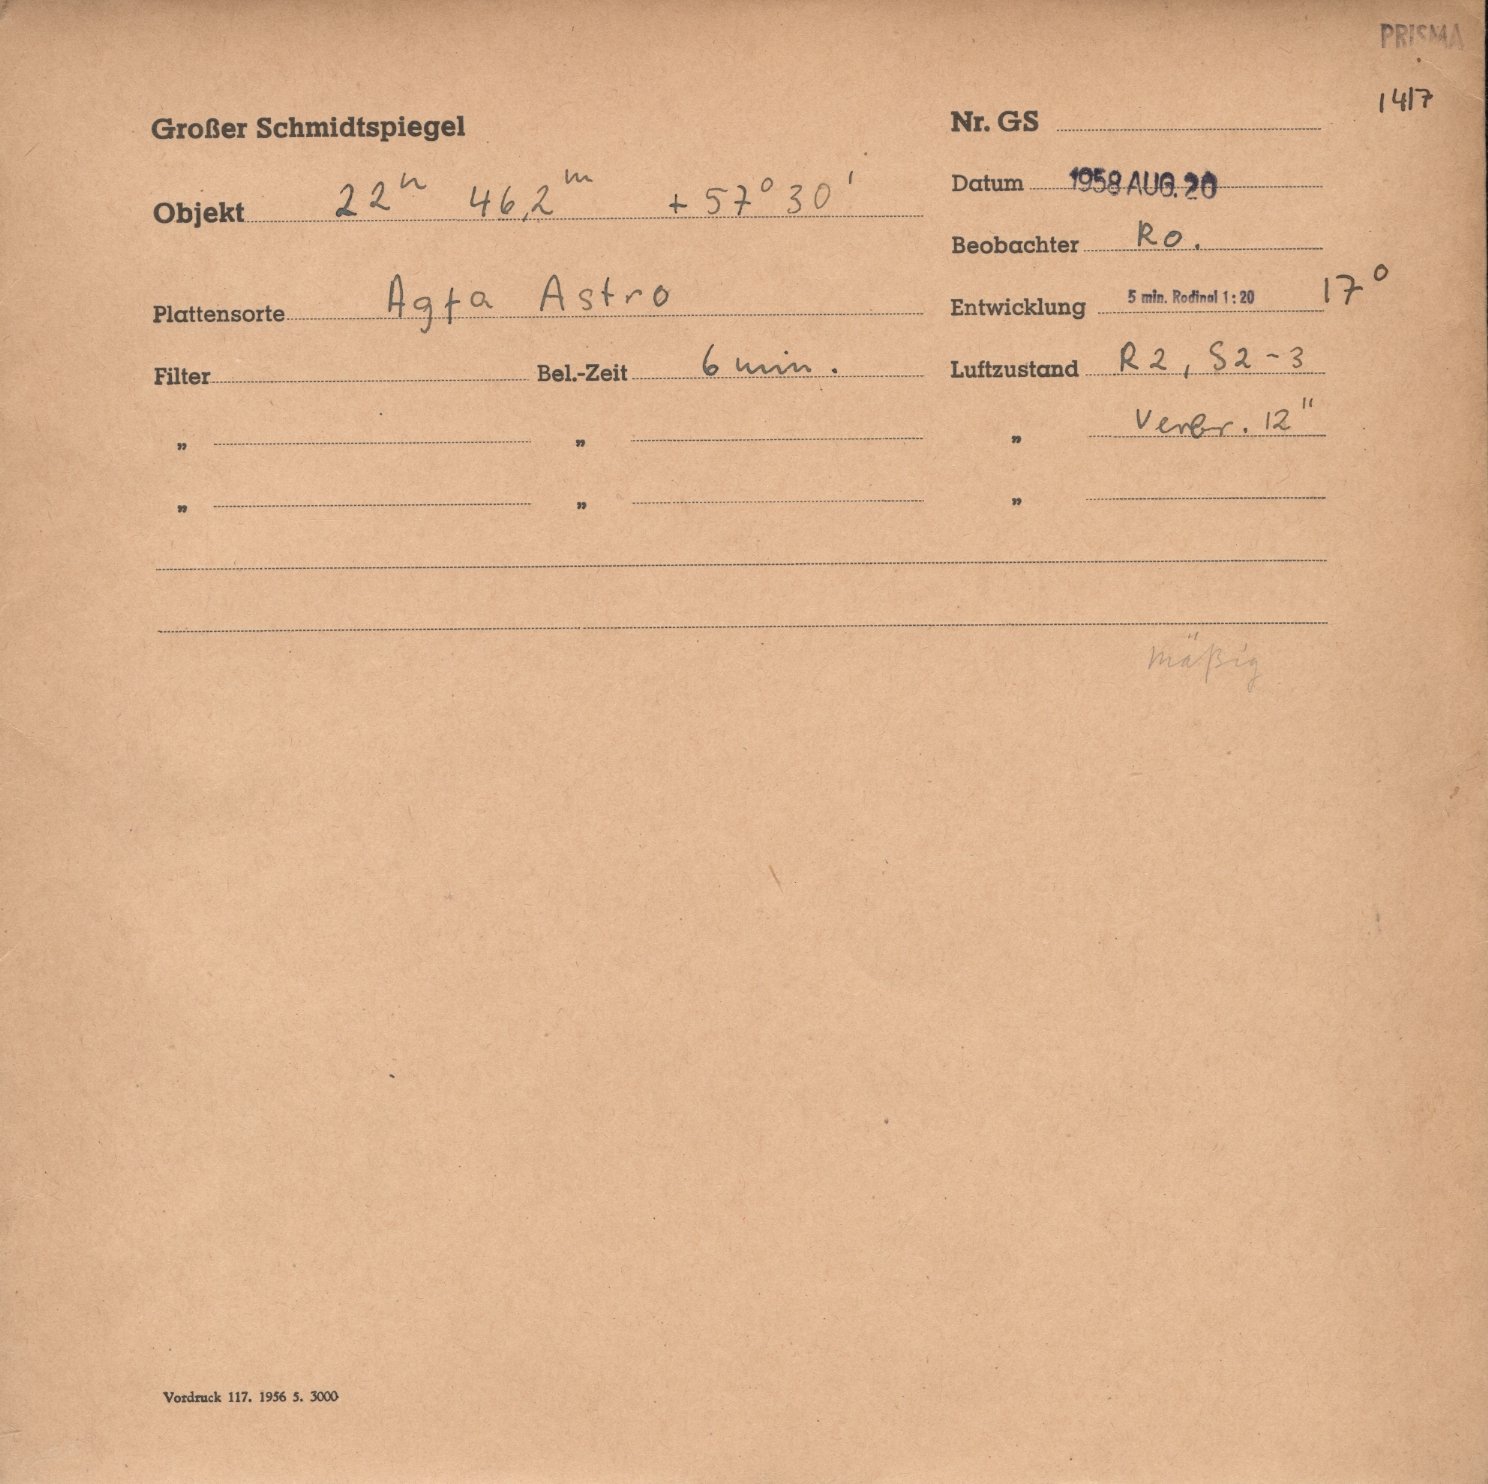 PRISMA
1417
Großer Schmidtspiegel
Nr. GS
Objekt 22h 46,2m + 57° 30'
Datum 1958 AUG. 20
Beobachter Ro.
Plattensorte Agfa Astro
Entwicklung 5 min. Rodinal 1:20 17°
Filter Bel.-Zeit 6 min. Luftzustand R2, S2-3
„ „ „ Verbr. 12"
„ „ „
mäßig
Vordruck 117. 1956 5. 3000